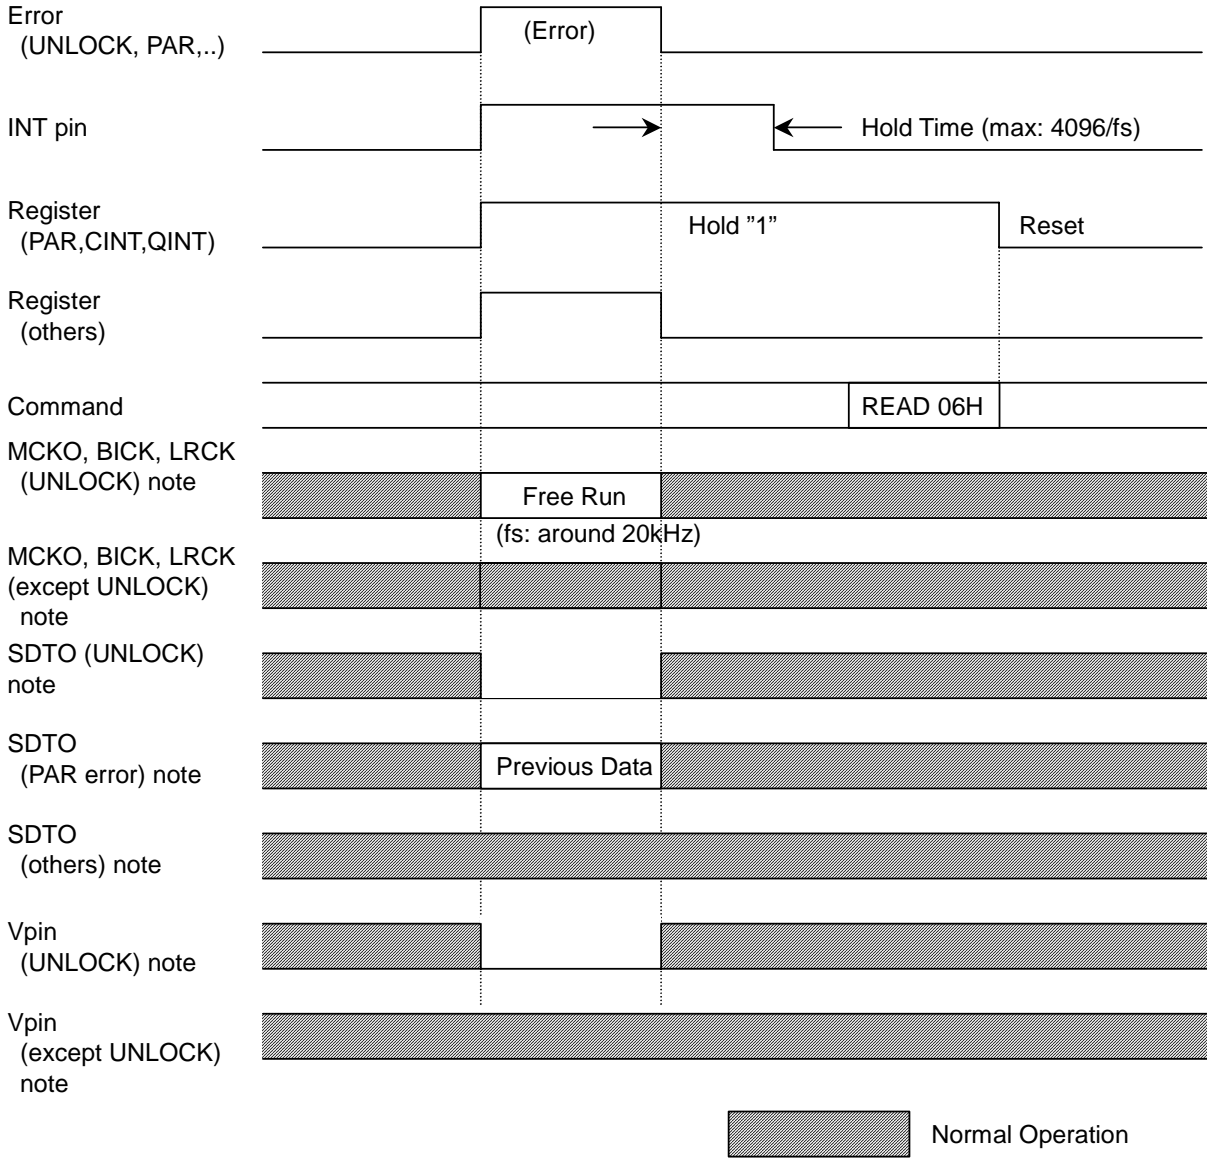 Error
(UNLOCK, PAR,..)
(Error)
INT pin
Hold Time (max: 4096/fs)
Register
(PAR,CINT,QINT)
Hold ”1”
Reset
Register
(others)
Command
READ 06H
MCKO, BICK, LRCK
(UNLOCK) note
Free Run
(fs: around 20kHz)
MCKO, BICK, LRCK
(except UNLOCK)
note
SDTO (UNLOCK)
note
SDTO
(PAR error) note
Previous Data
SDTO
(others) note
Vpin
(UNLOCK) note
Vpin
(except UNLOCK)
note
Normal Operation